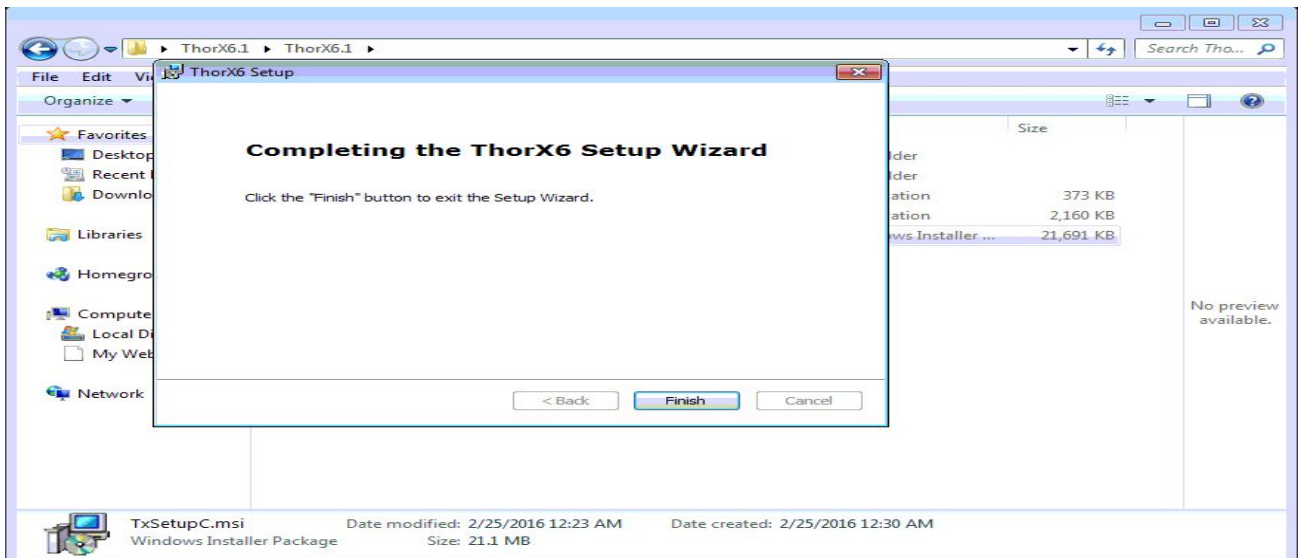 ThorX6.1 ▸ ThorX6.1 ▸
Search Tho...
File Edit Vi
ThorX6 Setup
Organize
Size
Favorites
Desktop
Recent
Downlo
Libraries
Homegro
Compute
Local Di
My Web
Network
Completing the ThorX6 Setup Wizard
Click the "Finish" button to exit the Setup Wizard.
< Back Finish Cancel
lder
lder
ation 373 KB
ation 2,160 KB
ws Installer ... 21,691 KB
No preview
available.
TxSetupC.msi Date modified: 2/25/2016 12:23 AM Date created: 2/25/2016 12:30 AM
Windows Installer Package Size: 21.1 MB